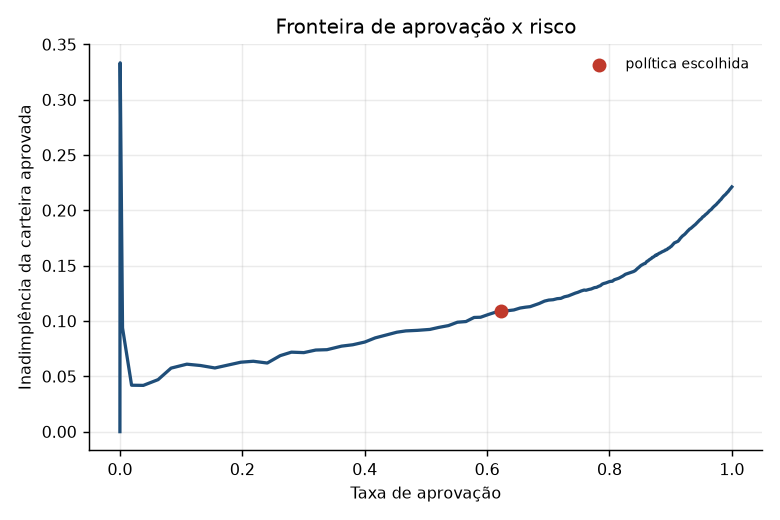 Fronteira de aprovação x risco
política escolhida
Inadimplência da carteira aprovada
0.35
0.30
0.25
0.20
0.15
0.10
0.05
0.00
0.0 0.2 0.4 0.6 0.8 1.0
Taxa de aprovação